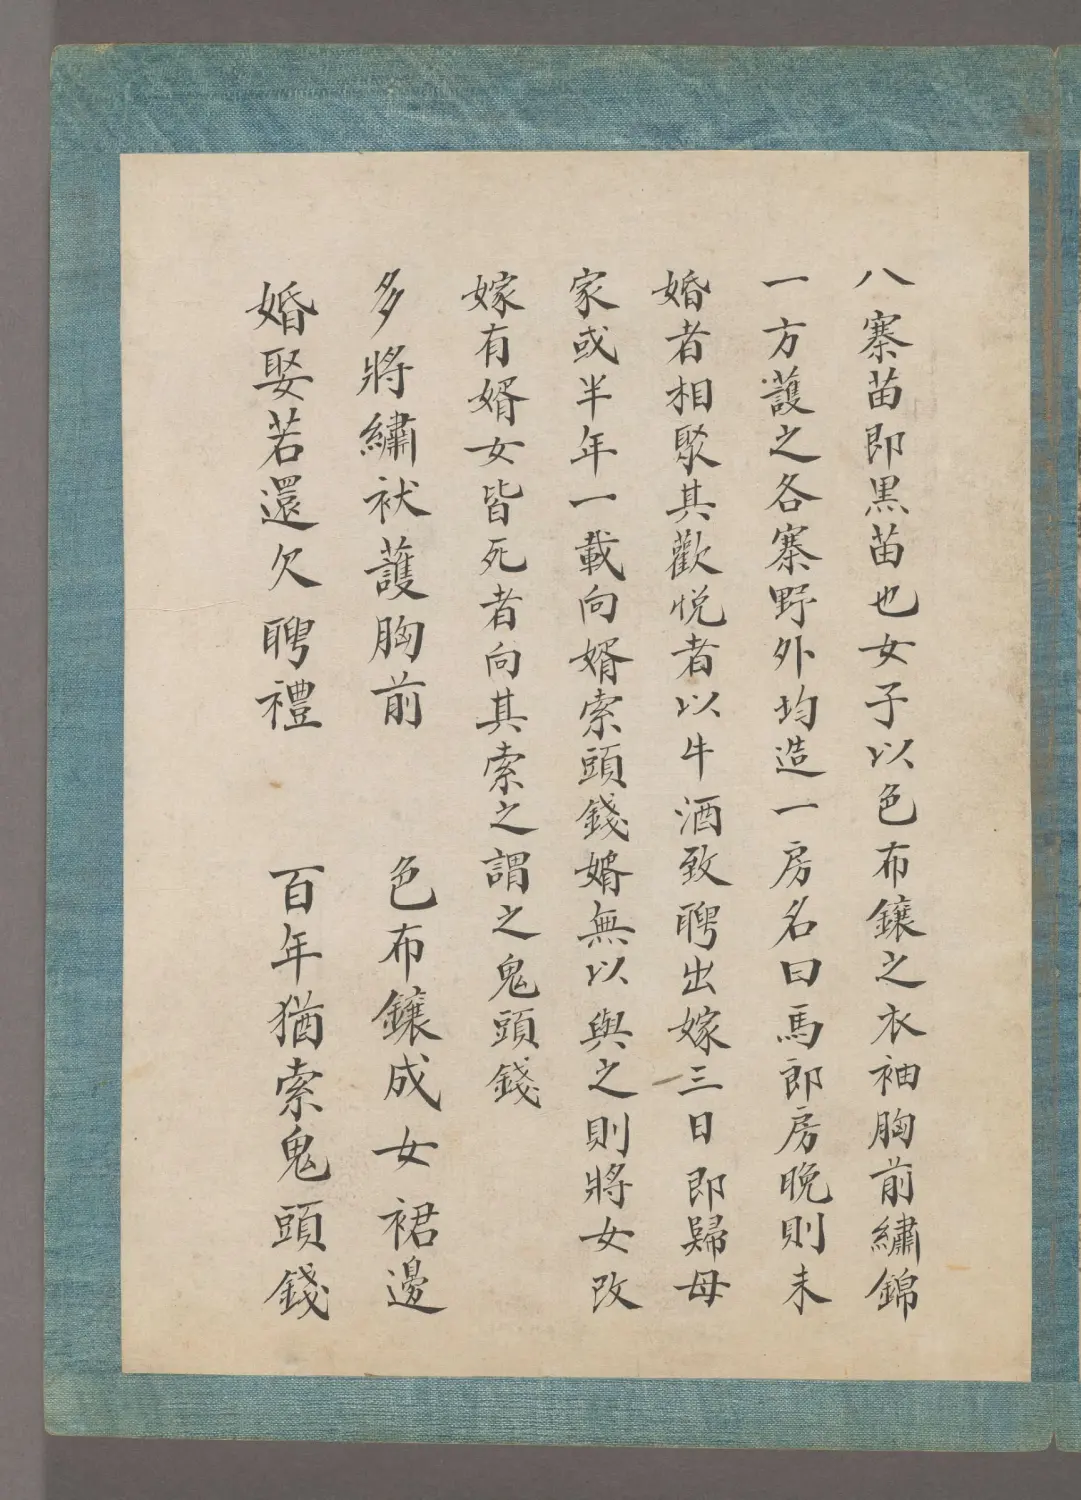 八寨苗即黒苗也女子以色布鑲之衣袖胸前繡錦
一方護之各寨野外均造一房名曰馬郎房晚則未
婚者相聚其歡悅者以牛酒致聘出嫁三日即歸母
家或半年一載向婿索頭錢婿無以與之則將女改
嫁有婿女皆死者向其索之謂之鬼頭錢
多將繡袱護胸前　色布鑲成女裙邊
婚娶若還欠聘禮　百年猶索鬼頭錢